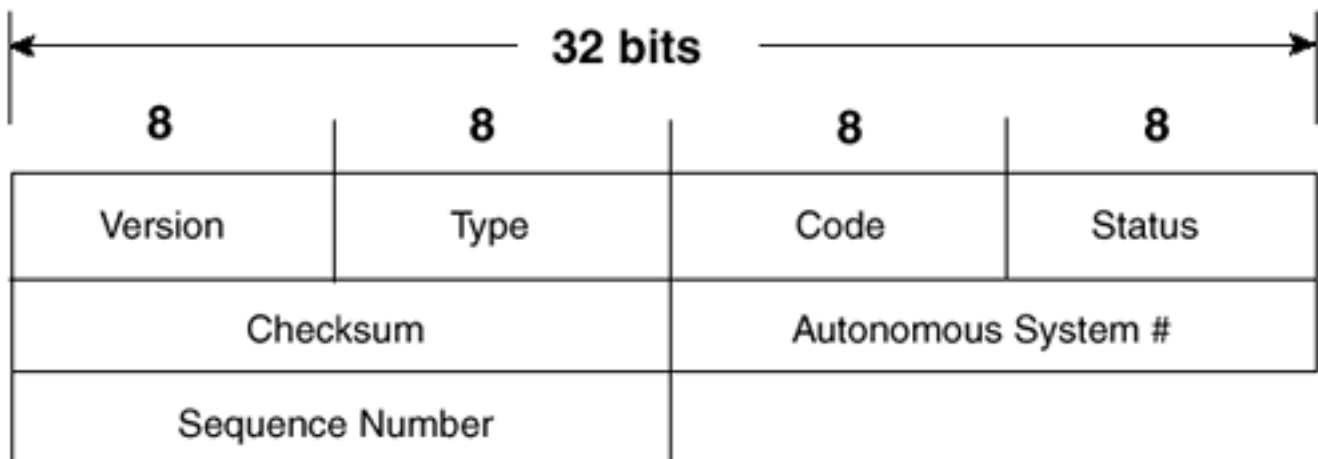 32 bits
8 8 8 8
Version Type Code Status
Checksum Autonomous System #
Sequence Number